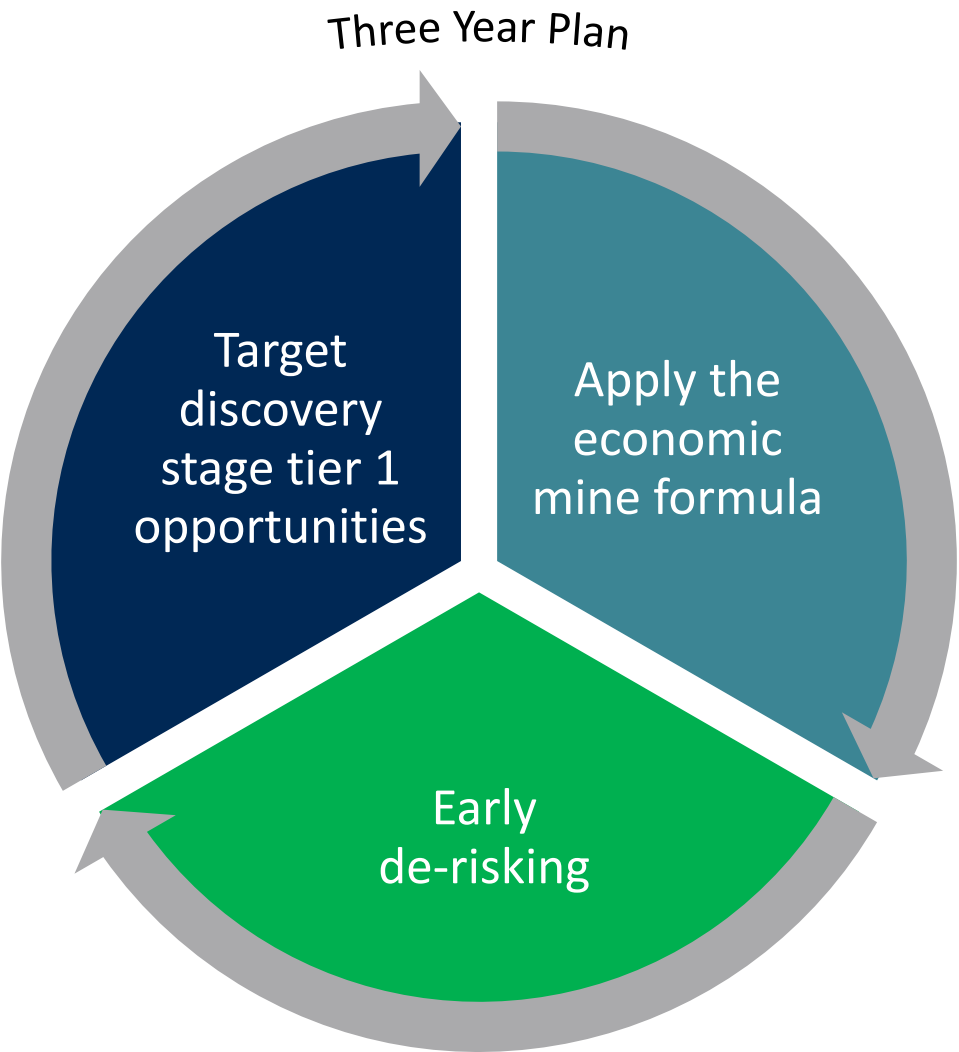 Three Year Plan
Target
discovery
stage tier 1
opportunities
Apply the
economic
mine formula
Early
de-risking